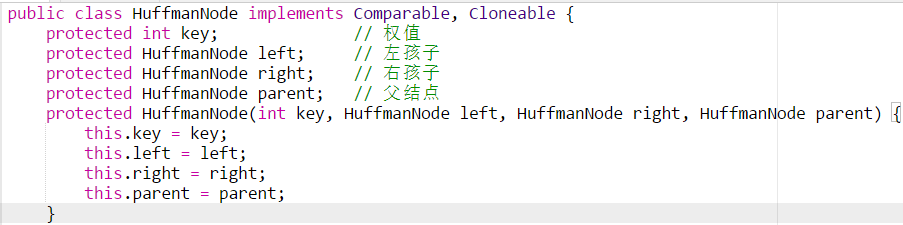 public class HuffmanNode implements Comparable, Cloneable {
    protected int key;              // 权值
    protected HuffmanNode left;     // 左孩子
    protected HuffmanNode right;    // 右孩子
    protected HuffmanNode parent;   // 父结点
    protected HuffmanNode(int key, HuffmanNode left, HuffmanNode right, HuffmanNode parent) {
        this.key = key;
        this.left = left;
        this.right = right;
        this.parent = parent;
    }